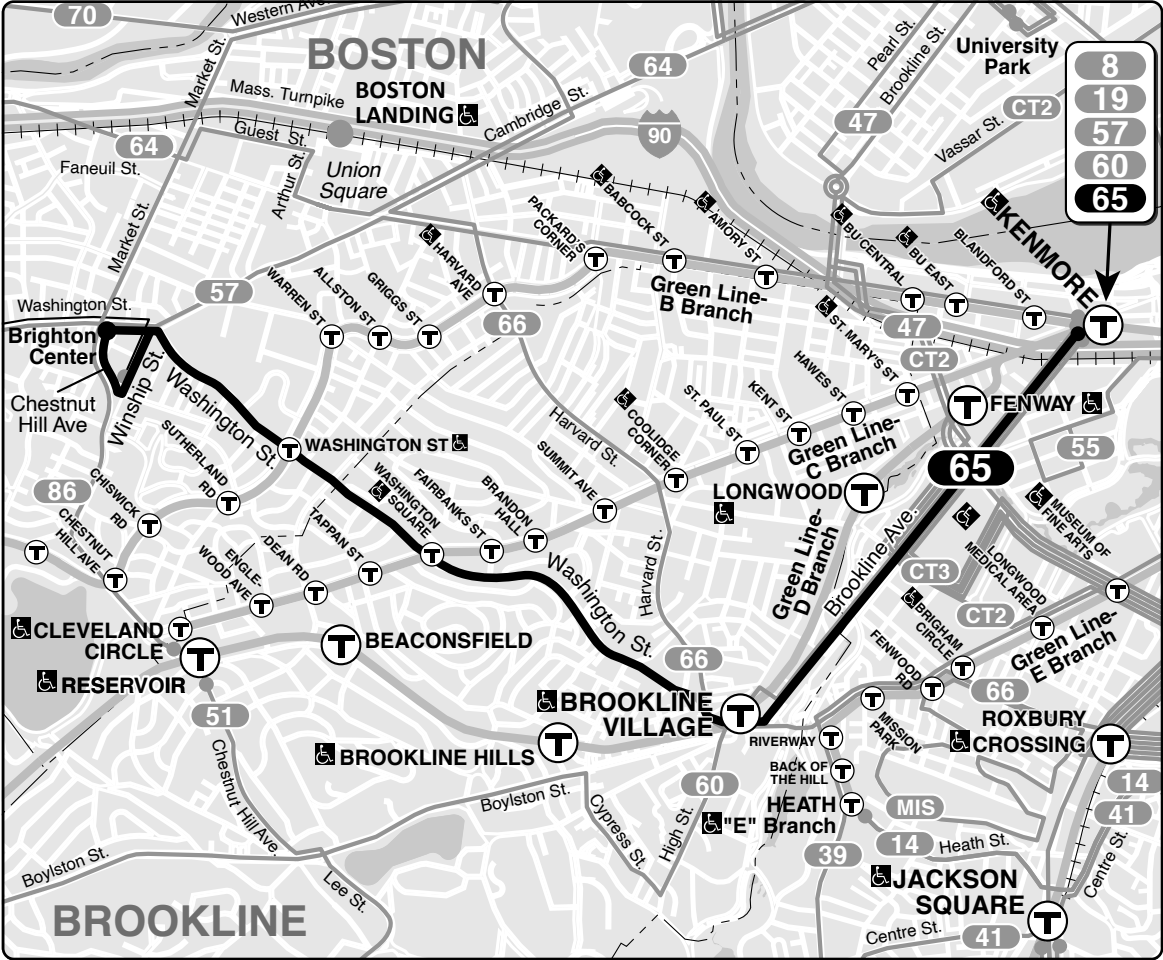 70
Western Ave.
Market St.
BOSTON
BOSTON
LANDING
Mass. Turnpike
64
Cambridge St.
90
Pearl St.
Brookline St.
University
Park
47
CT2
Vassar St.
8
19
57
60
65
64
Guest St.
Faneuil St.
Arthur St.
Union
Square
Market St.
PACKARD'S
CORNER
BABCOCK ST
AMORY ST
BU CENTRAL
BU EAST
BLANDFORD ST
KENMORE
HARVARD
AVE
Green Line-
B Branch
57
WARREN ST
ALLSTON ST
GRIGGS ST
66
47
CT2
Washington St.
Brighton
Center
Chestnut
Hill Ave
Winship St.
Washington St.
WASHINGTON ST
ST. MARY'S ST
HAWES ST
KENT ST
ST. PAUL ST
COOLIDGE
CORNER
SUMMIT AVE
BRANDON
HALL
FAIRBANKS ST
WASHINGTON
SQUARE
Harvard St.
Green Line-
C Branch
FENWAY
65
55
LONGWOOD
SUTHERLAND
RD
86
CHISWICK
RD
CHESTNUT
HILL AVE
TAPPAN ST
DEAN RD
ENGLE-
WOOD AVE
Washington St.
Harvard St.
Green Line-
D Branch
Brookline Ave.
MUSEUM OF
FINE ARTS
LONGWOOD
MEDICAL AREA
CT3
CT2
BRIGHAM
CIRCLE
FENWOOD
RD
Green Line-
E Branch
CLEVELAND
CIRCLE
RESERVOIR
BEACONSFIELD
66
66
BROOKLINE
VILLAGE
BROOKLINE HILLS
RIVERWAY
MISSION
PARK
ROXBURY
CROSSING
51
Chestnut Hill Ave.
BACK OF
THE HILL
HEATH
"E" Branch
60
MIS
14
41
14
Heath St.
39
Boylston St.
Cypress St.
High St.
Boylston St.
Lee St.
Centre St.
JACKSON
SQUARE
Centre St.
41
BROOKLINE